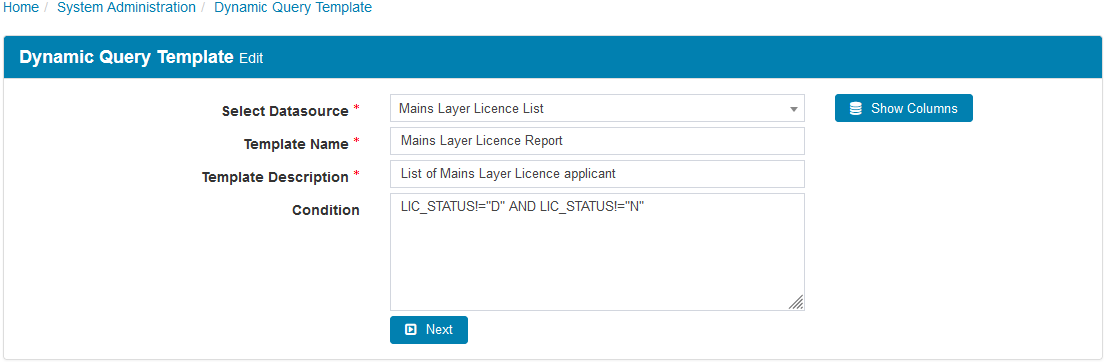 Home / System Administration / Dynamic Query Template
Dynamic Query Template Edit
Select Datasource * Mains Layer Licence List Show Columns
Template Name * Mains Layer Licence Report
Template Description * List of Mains Layer Licence applicant
Condition LIC_STATUS!="D" AND LIC_STATUS!="N"
Next